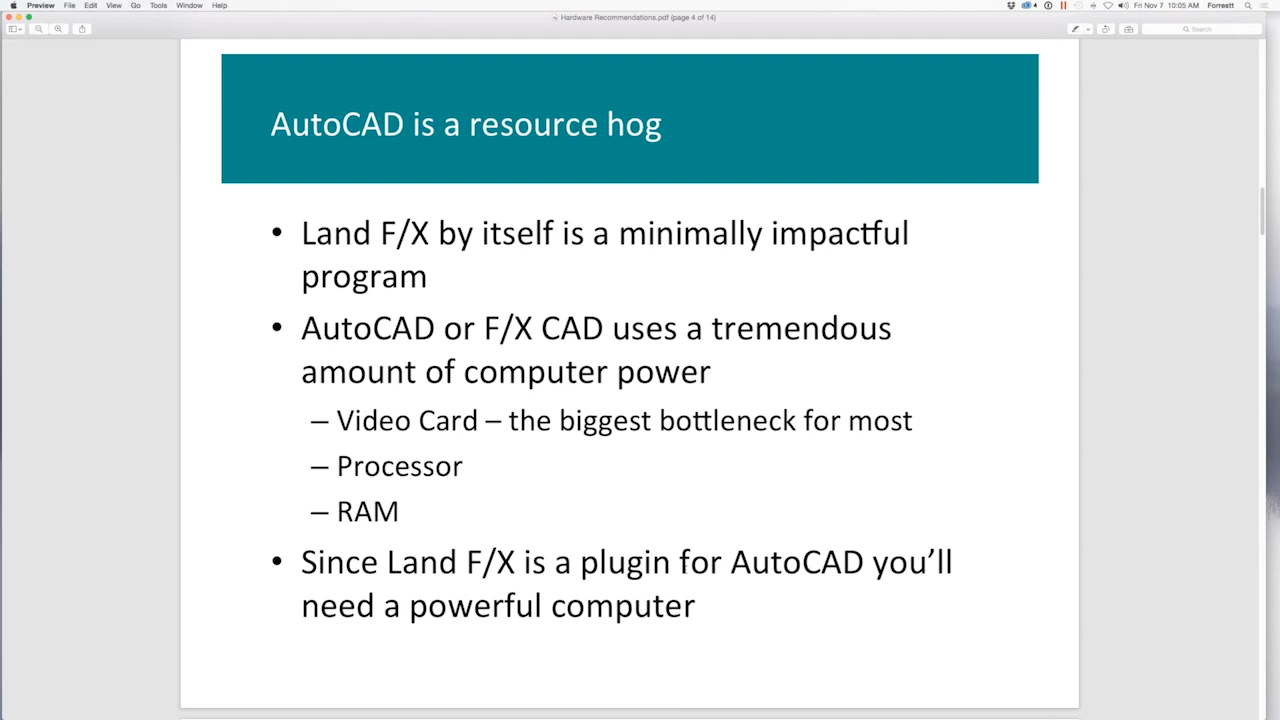 Preview File Edit View Go Tools Window Help
4 Fri Nov 7 10:05 AM Forrestt
Hardware Recommendations.pdf (page 4 of 14)
Search
AutoCAD is a resource hog
• Land F/X by itself is a minimally impactful
program
• AutoCAD or F/X CAD uses a tremendous
amount of computer power
– Video Card – the biggest bottleneck for most
– Processor
– RAM
• Since Land F/X is a plugin for AutoCAD you’ll
need a powerful computer